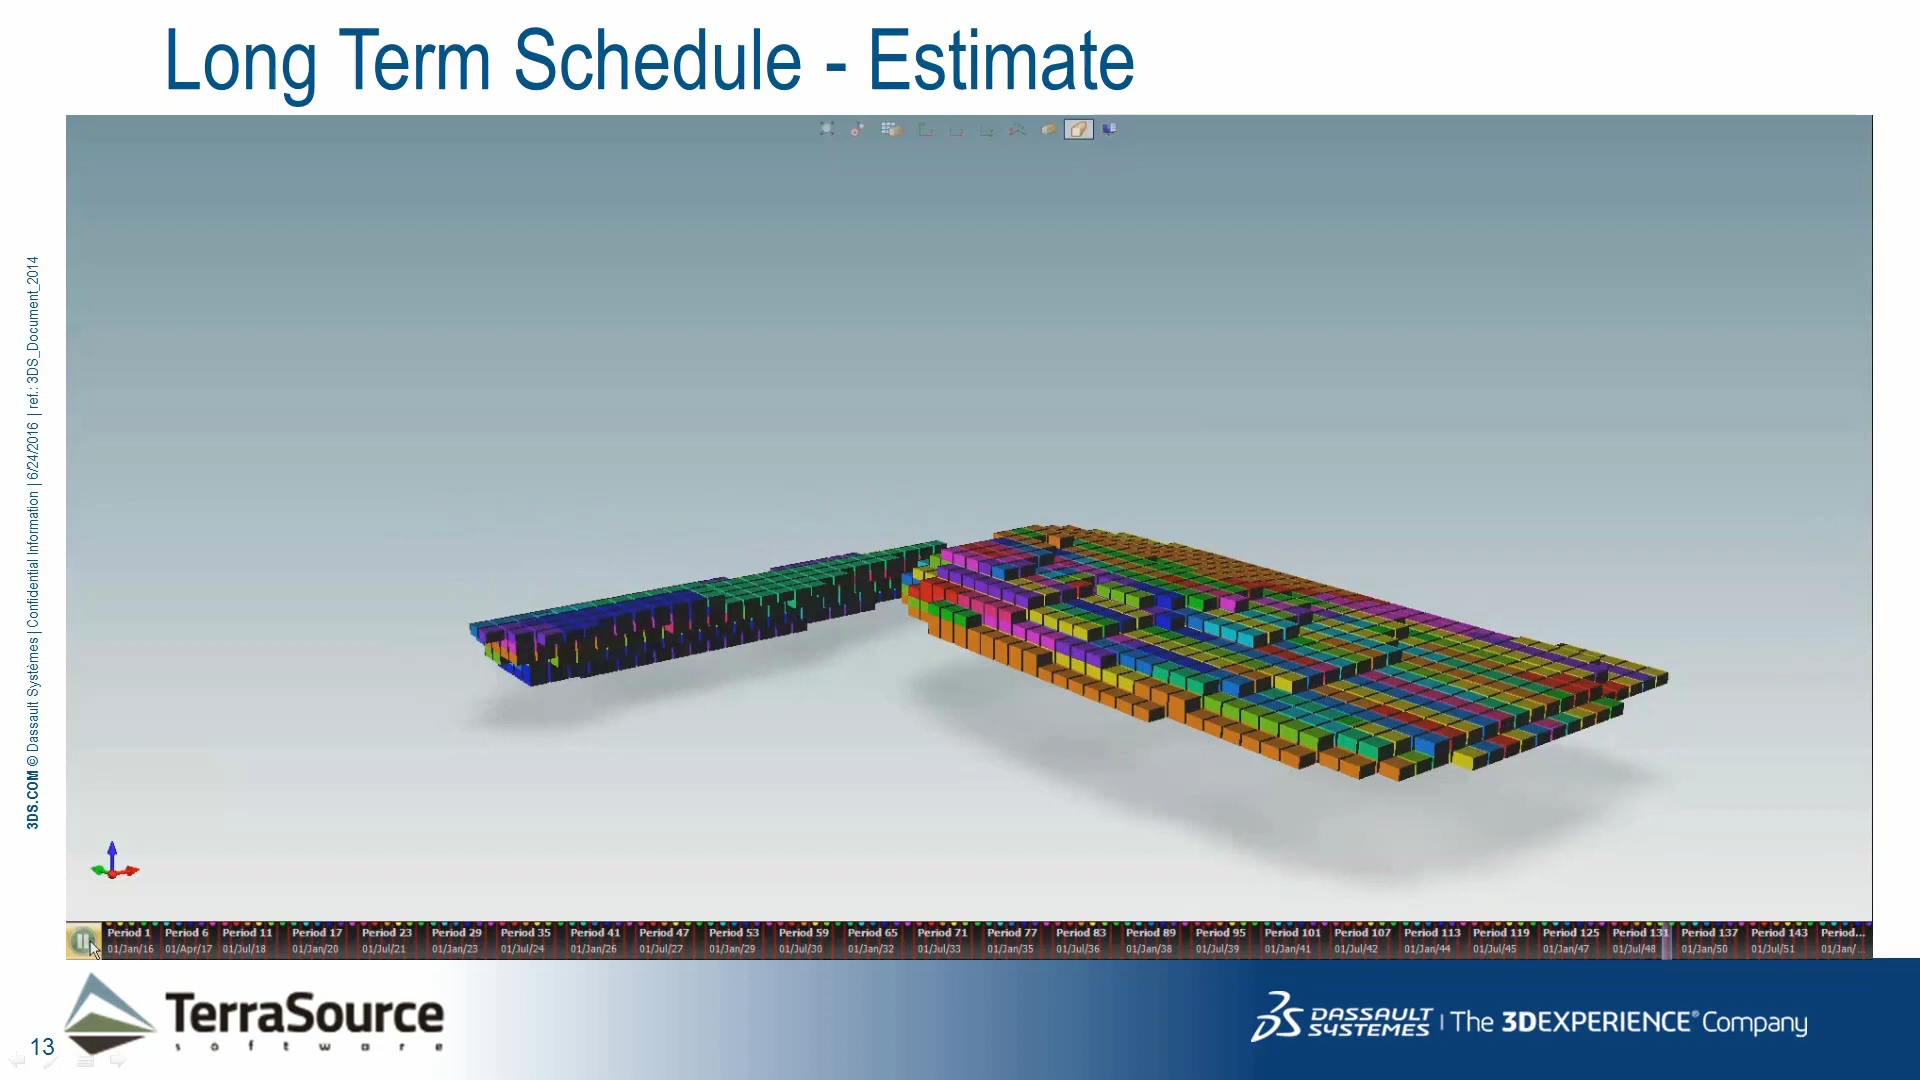 Long Term Schedule - Estimate
3DS.COM © Dassault Systèmes | Confidential Information | 6/24/2016 | ref.: 3DS_Document_2014
Period 1 Period 6 Period 11 Period 17 Period 23 Period 29 Period 35 Period 41 Period 47 Period 53 Period 59 Period 65 Period 71 Period 77 Period 83 Period 89 Period 95 Period 101 Period 107 Period 113 Period 119 Period 125 Period 131 Period 137 Period 143 Period...
01/Jan/16 01/Apr/17 01/Jul/18 01/Jan/20 01/Jul/21 01/Jan/23 01/Jul/24 01/Jan/26 01/Jul/27 01/Jan/29 01/Jul/30 01/Jan/32 01/Jul/33 01/Jan/35 01/Jul/36 01/Jan/38 01/Jul/39 01/Jan/41 01/Jul/42 01/Jan/44 01/Jul/45 01/Jan/47 01/Jul/48 01/Jan/50 01/Jul/51 01/Jan/...
TerraSource
software
DASSAULT
SYSTEMES | The 3DEXPERIENCE® Company
13